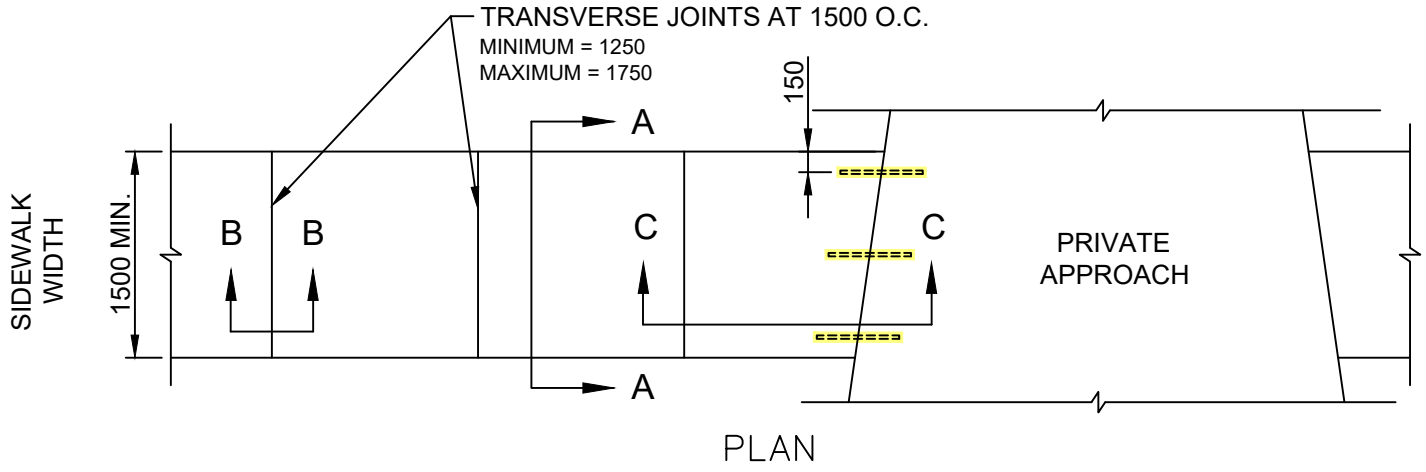 TRANSVERSE JOINTS AT 1500 O.C.
MINIMUM = 1250
MAXIMUM = 1750
150
A
SIDEWALK
WIDTH
1500 MIN.
B B
C C
PRIVATE
APPROACH
A
PLAN